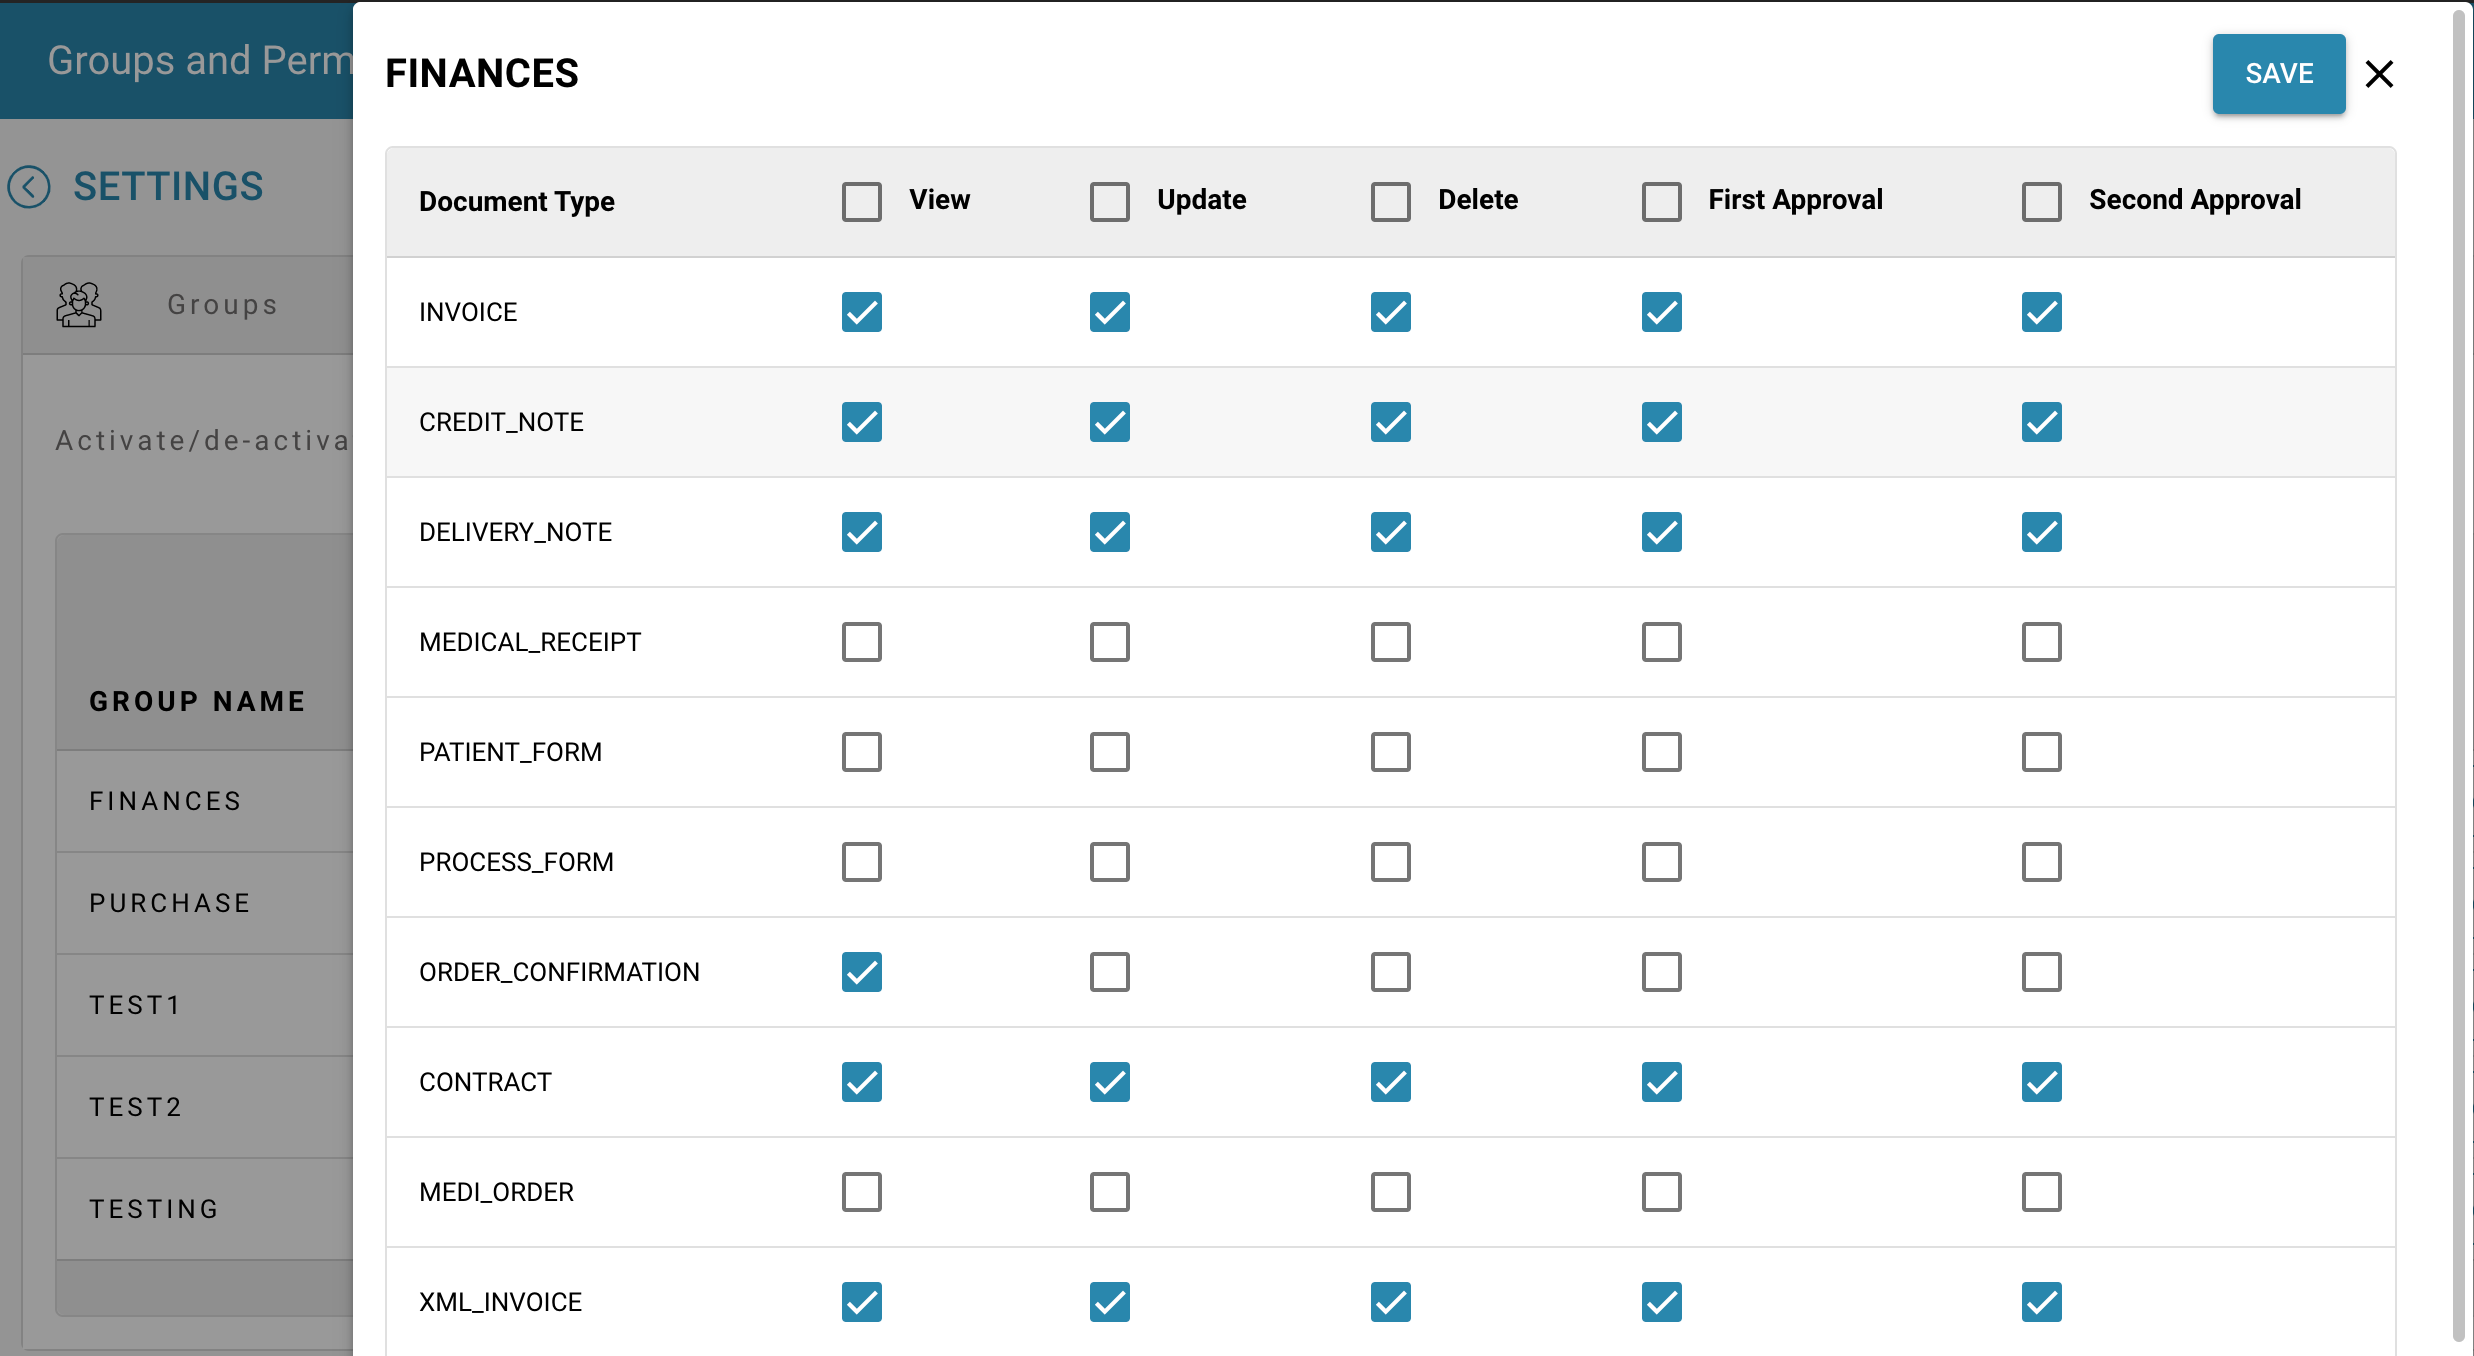 Groups and Perm
SETTINGS
Groups
Activate/de-activa
GROUP NAME
FINANCES
PURCHASE
TEST1
TEST2
TESTING
FINANCES
SAVE
Document Type View Update Delete First Approval Second Approval
INVOICE
CREDIT_NOTE
DELIVERY_NOTE
MEDICAL_RECEIPT
PATIENT_FORM
PROCESS_FORM
ORDER_CONFIRMATION
CONTRACT
MEDI_ORDER
XML_INVOICE